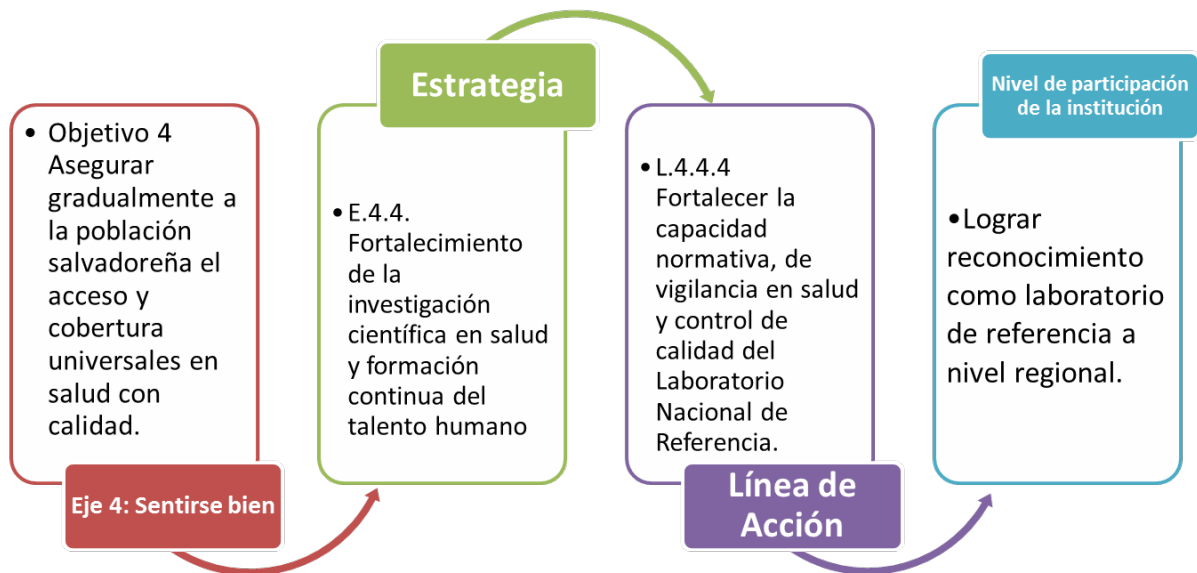 • Objetivo 4
Asegurar
gradualmente a
la población
salvadoreña el
acceso y
cobertura
universales en
salud con
calidad.
Eje 4: Sentirse bien
Estrategia
•E.4.4.
Fortalecimiento
de la
investigación
científica en salud
y formación
continua del
talento humano
•L.4.4.4
Fortalecer la
capacidad
normativa, de
vigilancia en salud
y control de
calidad del
Laboratorio
Nacional de
Referencia.
Línea de
Acción
Nivel de participación
de la institución
•Lograr
reconocimiento
como laboratorio
de referencia a
nivel regional.